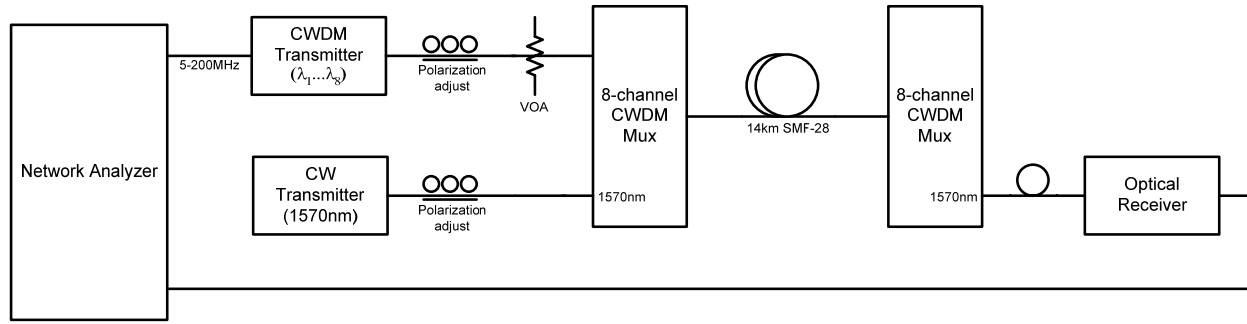 Network Analyzer
5-200MHz
CWDM
Transmitter
(λ1...λ8)
Polarization
adjust
VOA
8-channel
CWDM
Mux
14km SMF-28
8-channel
CWDM
Mux
CW
Transmitter
(1570nm)
Polarization
adjust
1570nm
1570nm
Optical
Receiver